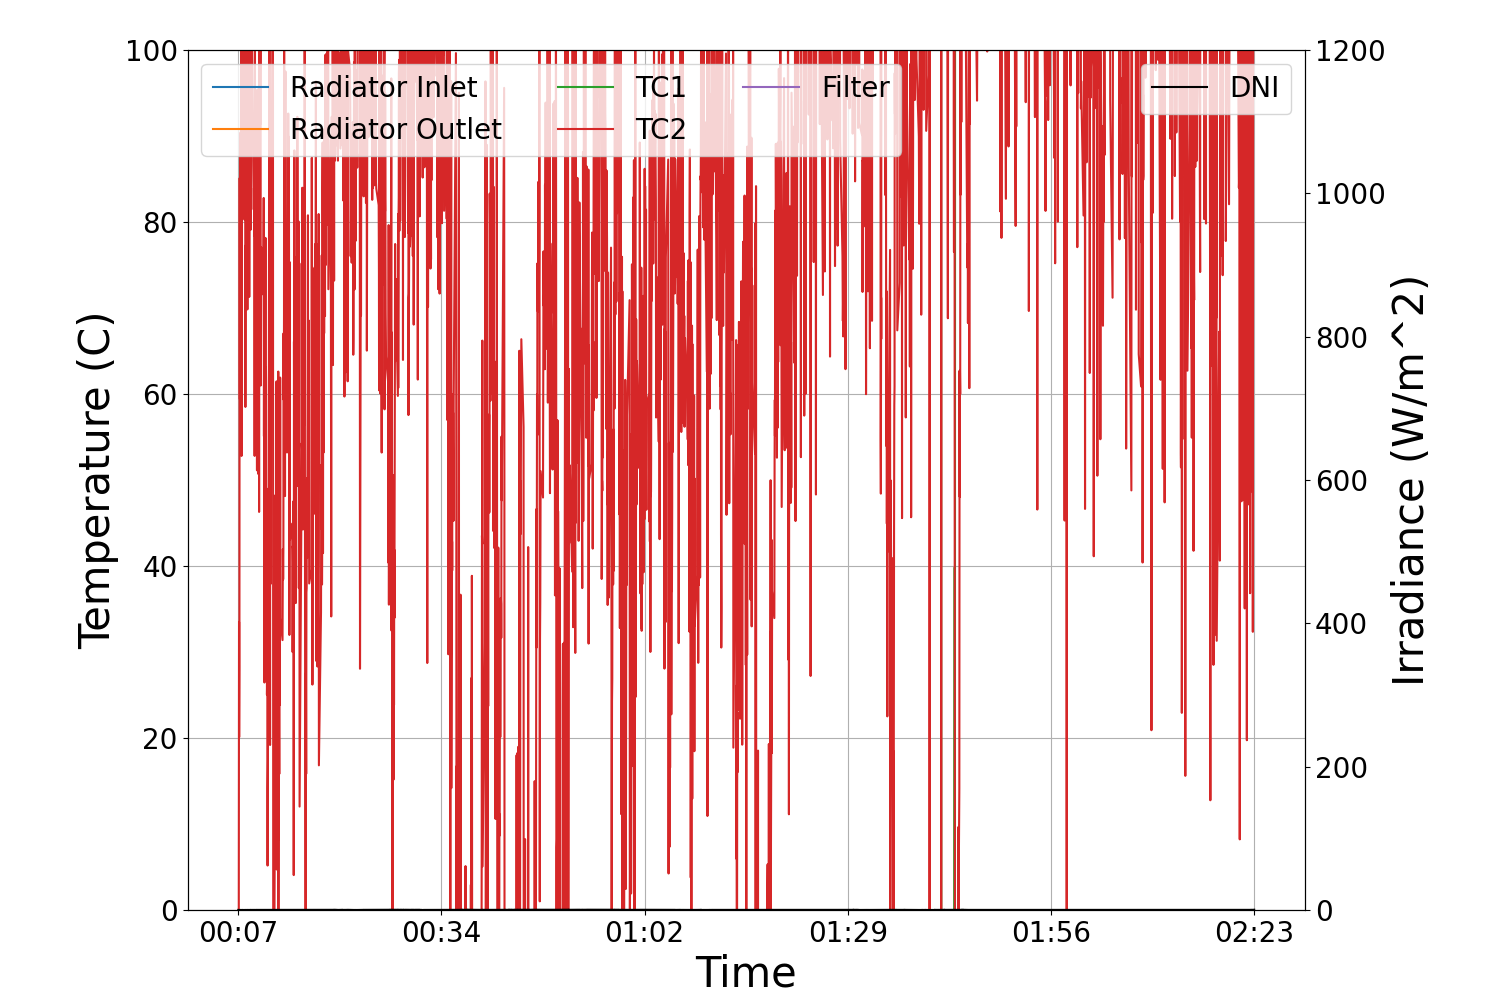 100
80
60
40
20
0
Temperature (C)
Radiator Inlet
Radiator Outlet
TC1
TC2
Filter
DNI
1200
1000
800
600
400
200
0
Irradiance (W/m^2)
00:07
00:34
01:02
01:29
01:56
02:23
Time